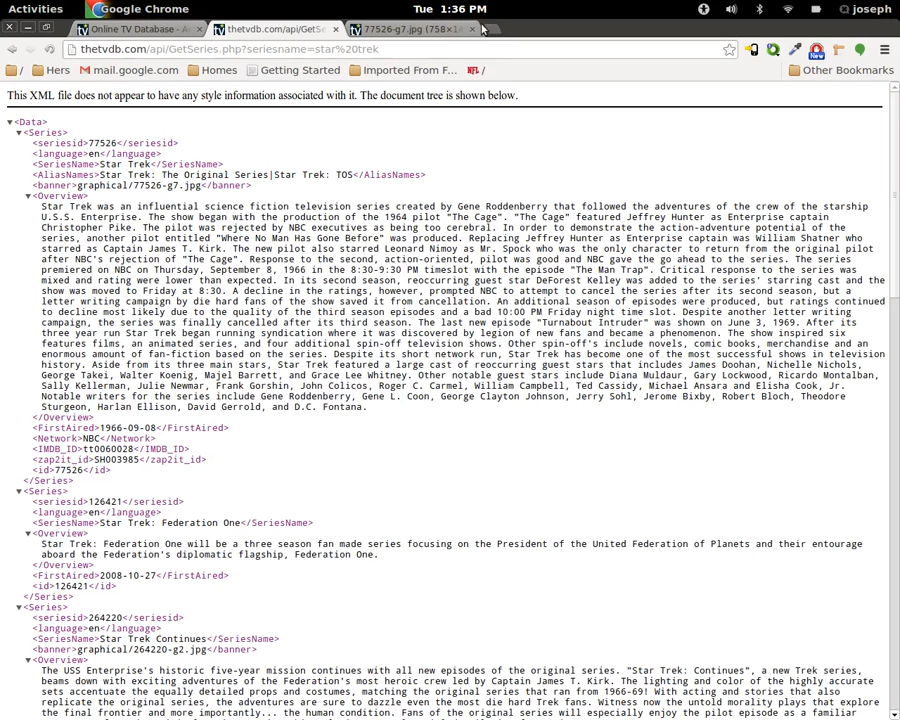 Activities Google Chrome Tue 1:36 PM joseph
Online TV Database - A × thetvdb.com/api/GetSe × 77526-g7.jpg (758×1 ×
thetvdb.com/api/GetSeries.php?seriesname=star%20trek
/ Hers mail.google.com Homes Getting Started Imported From F... NFL / Other Bookmarks
New
This XML file does not appear to have any style information associated with it. The document tree is shown below.
▼<Data>
▼<Series>
<seriesid>77526</seriesid>
<language>en</language>
<SeriesName>Star Trek</SeriesName>
<AliasNames>Star Trek: The Original Series|Star Trek: TOS</AliasNames>
<banner>graphical/77526-g7.jpg</banner>
▼<Overview>
Star Trek was an influential science fiction television series created by Gene Roddenberry that followed the adventures of the crew of the starship
U.S.S. Enterprise. The show began with the production of the 1964 pilot "The Cage". "The Cage" featured Jeffrey Hunter as Enterprise captain
Christopher Pike. The pilot was rejected by NBC executives as being too cerebral. In order to demonstrate the action-adventure potential of the
series, another pilot entitled "Where No Man Has Gone Before" was produced. Replacing Jeffrey Hunter as Enterprise captain was William Shatner who
starred as Captain James T. Kirk. The new pilot also starred Leonard Nimoy as Mr. Spock who was the only character to return from the original pilot
after NBC's rejection of "The Cage". Response to the second, action-oriented, pilot was good and NBC gave the go ahead to the series. The series
premiered on NBC on Thursday, September 8, 1966 in the 8:30-9:30 PM timeslot with the episode "The Man Trap". Critical response to the series was
mixed and rating were lower than expected. In its second season, reoccurring guest star DeForest Kelley was added to the series' starring cast and the
show was moved to Friday at 8:30. A decline in the ratings, however, prompted NBC to attempt to cancel the series after its second season, but a
letter writing campaign by die hard fans of the show saved it from cancellation. An additional season of episodes were produced, but ratings continued
to decline most likely due to the quality of the third season episodes and a bad 10:00 PM Friday night time slot. Despite another letter writing
campaign, the series was finally cancelled after its third season. The last new episode "Turnabout Intruder" was shown on June 3, 1969. After its
three year run Star Trek began running syndication where it was discovered by legion of new fans and became a phenomenon. The show inspired six
features films, an animated series, and four additional spin-off television shows. Other spin-off's include novels, comic books, merchandise and an
enormous amount of fan-fiction based on the series. Despite its short network run, Star Trek has become one of the most successful shows in television
history. Aside from its three main stars, Star Trek featured a large cast of reoccuring guest stars that includes James Doohan, Nichelle Nichols,
George Takei, Walter Koenig, Majel Barrett, and Grace Lee Whitney. Other notable guest stars include Diana Muldaur, Gary Lockwood, Ricardo Montalban,
Sally Kellerman, Julie Newmar, Frank Gorshin, John Colicos, Roger C. Carmel, William Campbell, Ted Cassidy, Michael Ansara and Elisha Cook, Jr.
Notable writers for the series include Gene Roddenberry, Gene L. Coon, George Clayton Johnson, Jerry Sohl, Jerome Bixby, Robert Bloch, Theodore
Sturgeon, Harlan Ellison, David Gerrold, and D.C. Fontana.
</Overview>
<FirstAired>1966-09-08</FirstAired>
<Network>NBC</Network>
<IMDB_ID>tt0060028</IMDB_ID>
<zap2it_id>SH003985</zap2it_id>
<id>77526</id>
</Series>
▼<Series>
<seriesid>126421</seriesid>
<language>en</language>
<SeriesName>Star Trek: Federation One</SeriesName>
▼<Overview>
Star Trek: Federation One will be a three season fan made series focusing on the President of the United Federation of Planets and their entourage
aboard the Federation's diplomatic flagship, Federation One.
</Overview>
<FirstAired>2008-10-27</FirstAired>
<id>126421</id>
</Series>
▼<Series>
<seriesid>264220</seriesid>
<language>en</language>
<SeriesName>Star Trek Continues</SeriesName>
<banner>graphical/264220-g2.jpg</banner>
▼<Overview>
The USS Enterprise's historic five-year mission continues with all new episodes of the original series. "Star Trek: Continues", a new Trek series,
beams down with exciting adventures of the Federation's most heroic crew led by Captain James T. Kirk. The lighting and color of the highly accurate
sets accentuate the equally detailed props and costumes, matching the original series that ran from 1966-69! With acting and stories that also
replicate the original series, the adventures are sure to dazzle even the most die hard Trek fans. Witness now the untold morality plays that explore
the final frontier and more importantly... the human condition. Fans of the original series will especially enjoy the pilot episode as a familiar